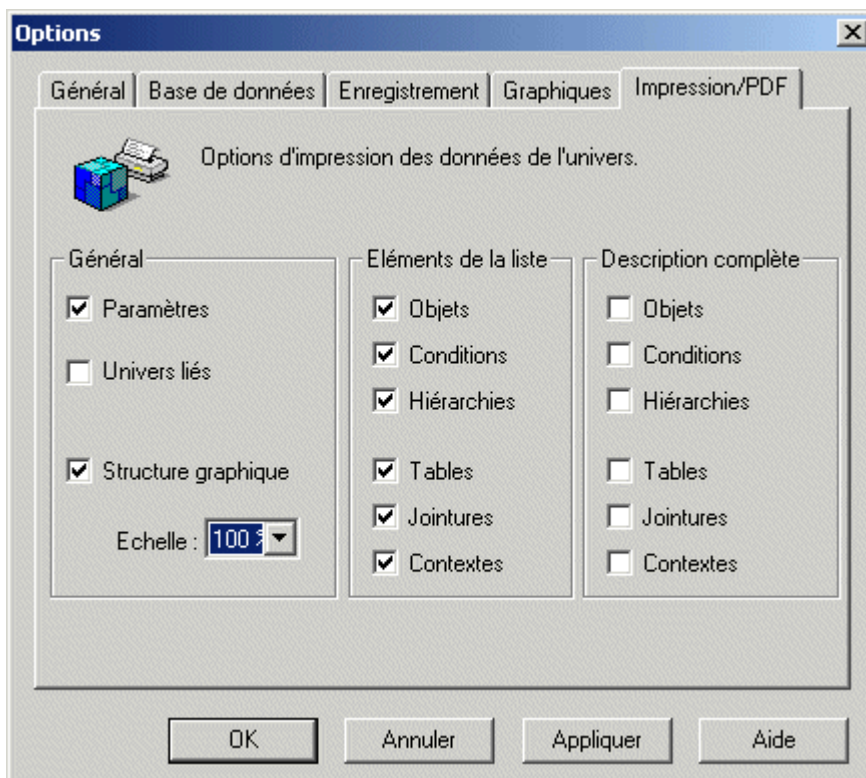 Options
Général Base de données Enregistrement Graphiques Impression/PDF
Options d'impression des données de l'univers.
Général
Paramètres
Univers liés
Structure graphique
Echelle : 100 %
Eléments de la liste
Objets
Conditions
Hiérarchies
Tables
Jointures
Contextes
Description complète
Objets
Conditions
Hiérarchies
Tables
Jointures
Contextes
OK Annuler Appliquer Aide